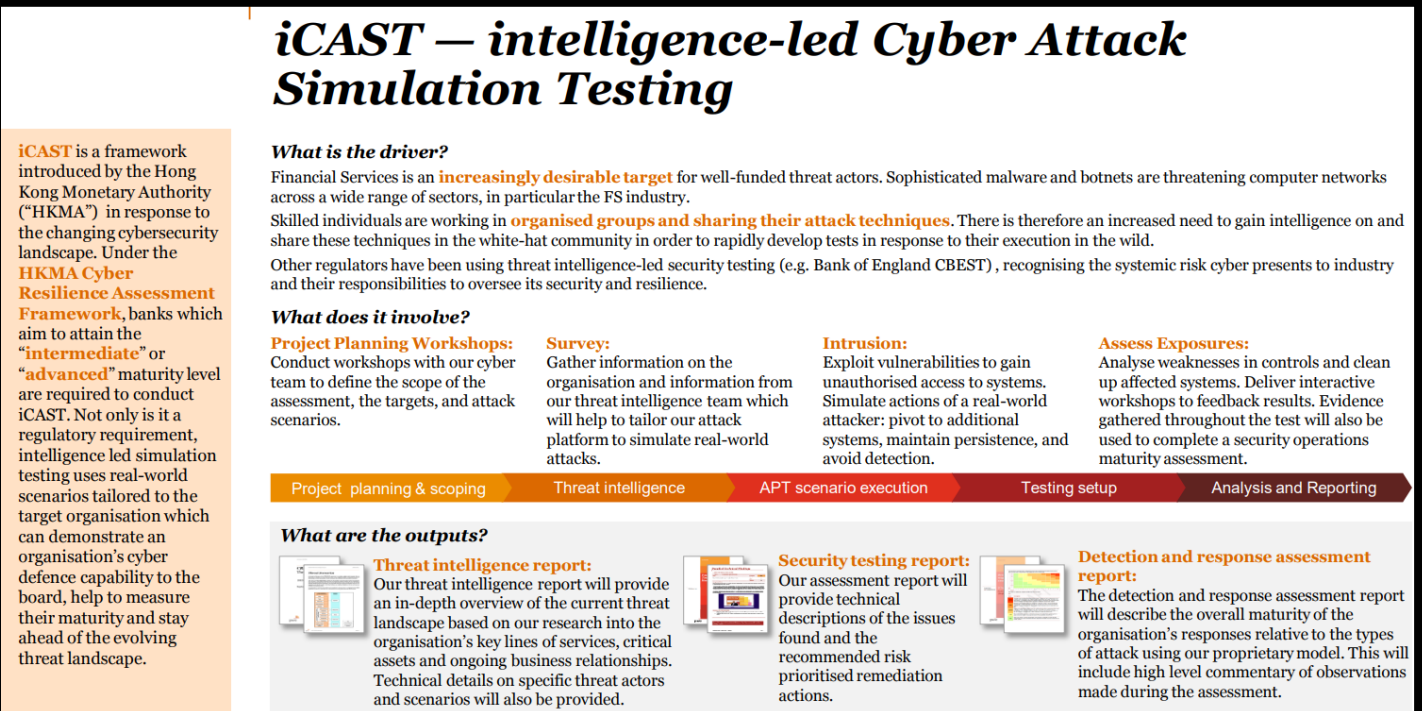 iCAST — intelligence-led Cyber Attack
Simulation Testing
iCAST is a framework
introduced by the Hong
Kong Monetary Authority
(“HKMA”) in response to
the changing cybersecurity
landscape. Under the
HKMA Cyber
Resilience Assessment
Framework, banks which
aim to attain the
“intermediate” or
“advanced” maturity level
are required to conduct
iCAST. Not only is it a
regulatory requirement,
intelligence led simulation
testing uses real-world
scenarios tailored to the
target organisation which
can demonstrate an
organisation’s cyber
defence capability to the
board, help to measure
their maturity and stay
ahead of the evolving
threat landscape.
What is the driver?
Financial Services is an increasingly desirable target for well-funded threat actors. Sophisticated malware and botnets are threatening computer networks
across a wide range of sectors, in particular the FS industry.
Skilled individuals are working in organised groups and sharing their attack techniques. There is therefore an increased need to gain intelligence on and
share these techniques in the white-hat community in order to rapidly develop tests in response to their execution in the wild.
Other regulators have been using threat intelligence-led security testing (e.g. Bank of England CBEST) , recognising the systemic risk cyber presents to industry
and their responsibilities to oversee its security and resilience.
What does it involve?
Project Planning Workshops:
Conduct workshops with our cyber
team to define the scope of the
assessment, the targets, and attack
scenarios.
Survey:
Gather information on the
organisation and information from
our threat intelligence team which
will help to tailor our attack
platform to simulate real-world
attacks.
Intrusion:
Exploit vulnerabilities to gain
unauthorised access to systems.
Simulate actions of a real-world
attacker: pivot to additional
systems, maintain persistence, and
avoid detection.
Assess Exposures:
Analyse weaknesses in controls and clean
up affected systems. Deliver interactive
workshops to feedback results. Evidence
gathered throughout the test will also be
used to complete a security operations
maturity assessment.
Project planning & scoping
Threat intelligence
APT scenario execution
Testing setup
Analysis and Reporting
What are the outputs?
Threat intelligence report:
Our threat intelligence report will provide
an in-depth overview of the current threat
landscape based on our research into the
organisation’s key lines of services, critical
assets and ongoing business relationships.
Technical details on specific threat actors
and scenarios will also be provided.
Security testing report:
Our assessment report will
provide technical
descriptions of the issues
found and the
recommended risk
prioritised remediation
actions.
Detection and response assessment
report:
The detection and response assessment report
will describe the overall maturity of the
organisation’s responses relative to the types
of attack using our proprietary model. This will
include high level commentary of observations
made during the assessment.